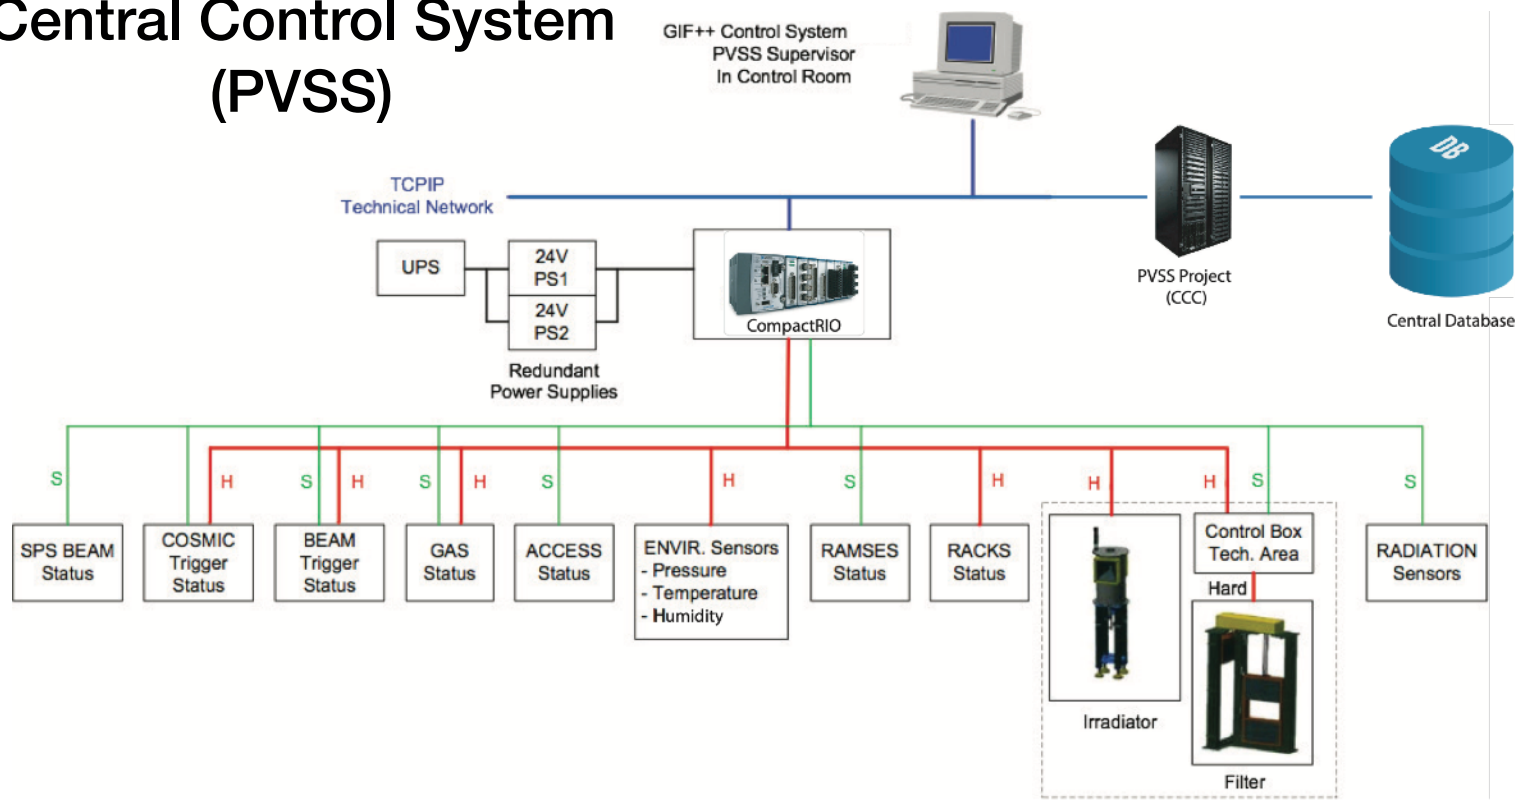 Central Control System
(PVSS)
GIF++ Control System
PVSS Supervisor
In Control Room
DB
TCPIP
Technical Network
UPS
24V
PS1
24V
PS2
Redundant
Power Supplies
CompactRIO
PVSS Project
(CCC)
Central Database
S
H
S
H
S
H
S
H
S
H
H
H
S
S
SPS BEAM
Status
COSMIC
Trigger
Status
BEAM
Trigger
Status
GAS
Status
ACCESS
Status
ENVIR. Sensors
- Pressure
- Temperature
- Humidity
RAMSES
Status
RACKS
Status
Control Box
Tech. Area
Hard
RADIATION
Sensors
Irradiator
Filter